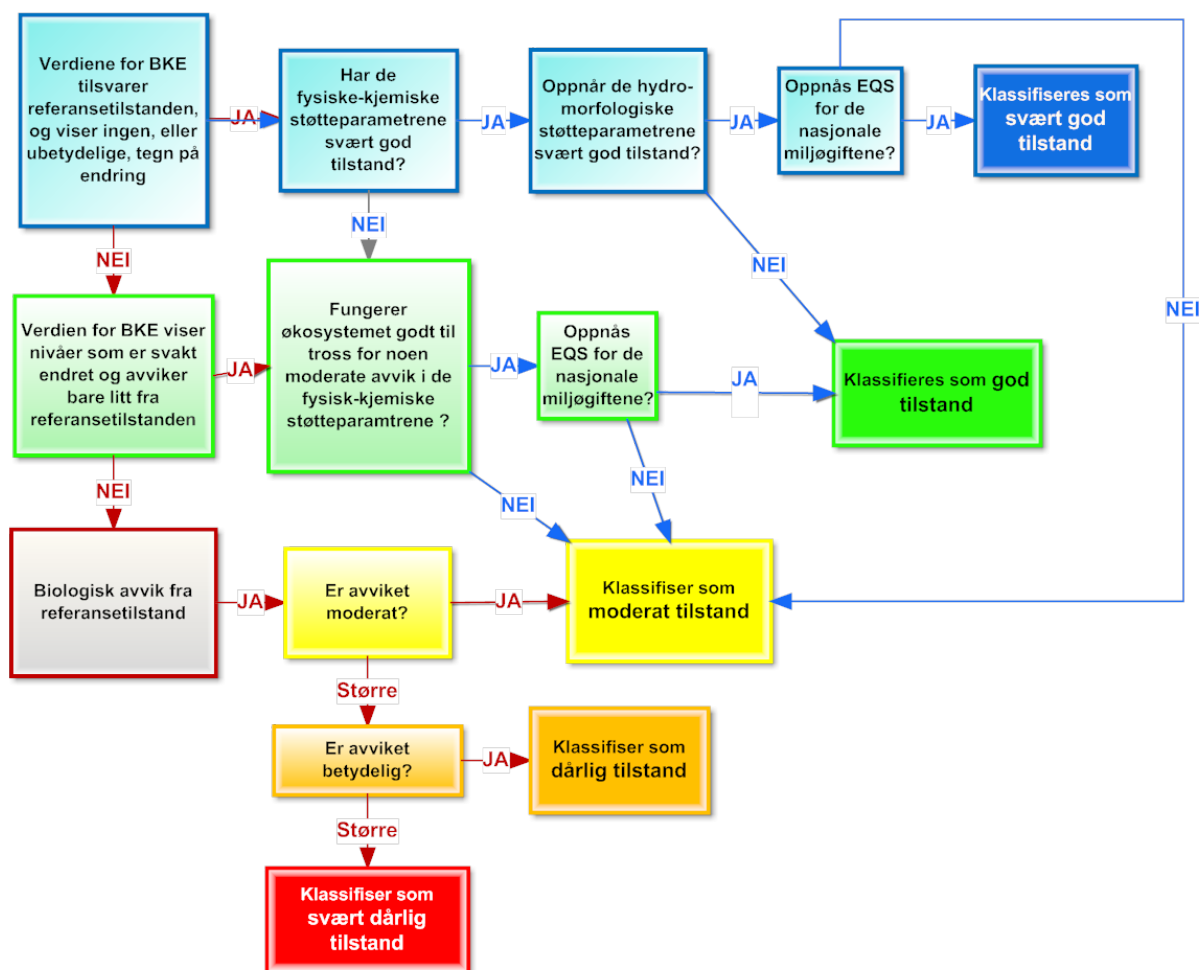 Verdiene for BKE
tilsvarer
referansetilstanden,
og viser ingen, eller
ubetydelige, tegn på
endring
JA
Har de
fysiske-kjemiske
støtteparametrene
svært god
tilstand?
JA
Oppnår de hydro-
morfologiske
støtteparametrene
svært god tilstand?
JA
Oppnås EQS
for de
nasjonale
miljøgiftene?
JA
Klassifiseres som
svært god
tilstand
NEI
NEI
NEI
NEI
Verdien for BKE viser
nivåer som er svakt
endret og avviker
bare litt fra
referansetilstanden
JA
Fungerer
økosystemet godt til
tross for noen
moderate avvik i de
fysisk-kjemiske
støtteparamtrene ?
JA
Oppnås
EQS for de
nasjonale
miljøgiftene?
JA
Klassifieres som god
tilstand
NEI
NEI
NEI
Biologisk avvik fra
referansetilstand
JA
Er avviket
moderat?
JA
Klassifiser som
moderat tilstand
Større
Er avviket
betydelig?
JA
Klassifiser som
dårlig tilstand
Større
Klassifiser som
svært dårlig
tilstand